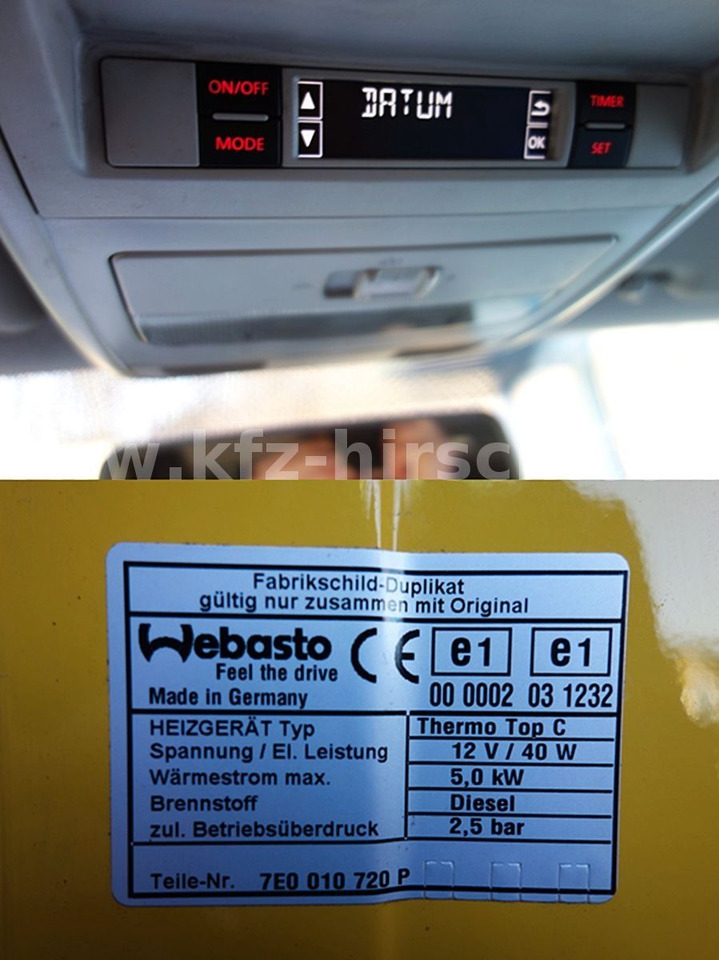 ON/OFF DATUM TIMER
MODE OK SET
w.kfz-hirsc
Fabrikschild-Duplikat
gültig nur zusammen mit Original
Webasto CE e1 e1
Feel the drive
Made in Germany 00 0002 03 1232
HEIZGERÄT Typ Thermo Top C
Spannung / El. Leistung 12 V / 40 W
Wärmestrom max. 5,0 kW
Brennstoff Diesel
zul. Betriebsüberdruck 2,5 bar
Teile-Nr. 7E0 010 720 P